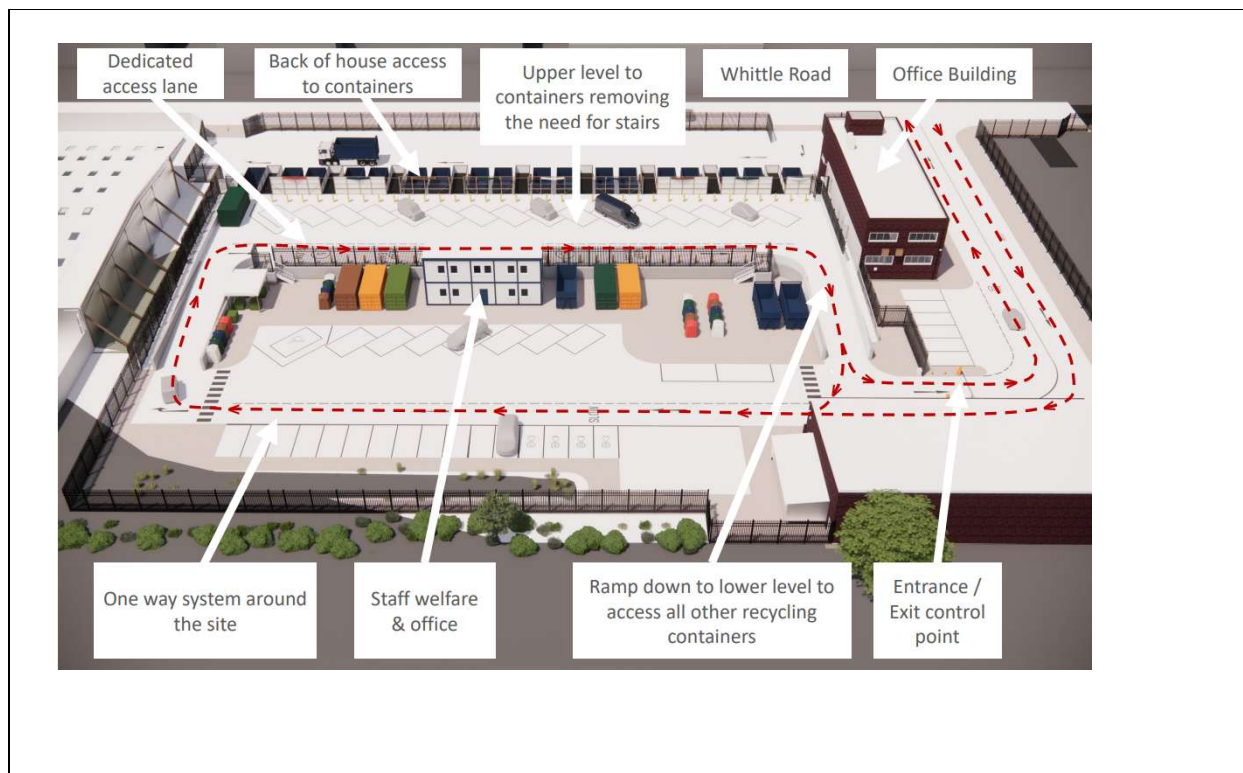 Dedicated
access lane
Back of house access
to containers
Upper level to
containers removing
the need for stairs
Whittle Road
Office Building
One way system around
the site
Staff welfare
& office
Ramp down to lower level to
access all other recycling
containers
Entrance /
Exit control
point